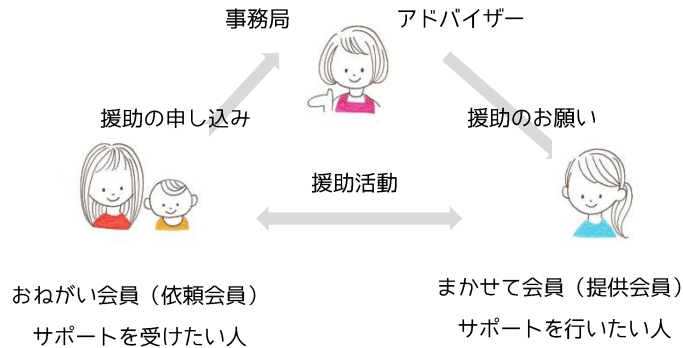 事務局
アドバイザー
援助の申し込み
援助のお願い
援助活動
おねがい会員（依頼会員）
サポートを受けたい人
まかせて会員（提供会員）
サポートを行いたい人